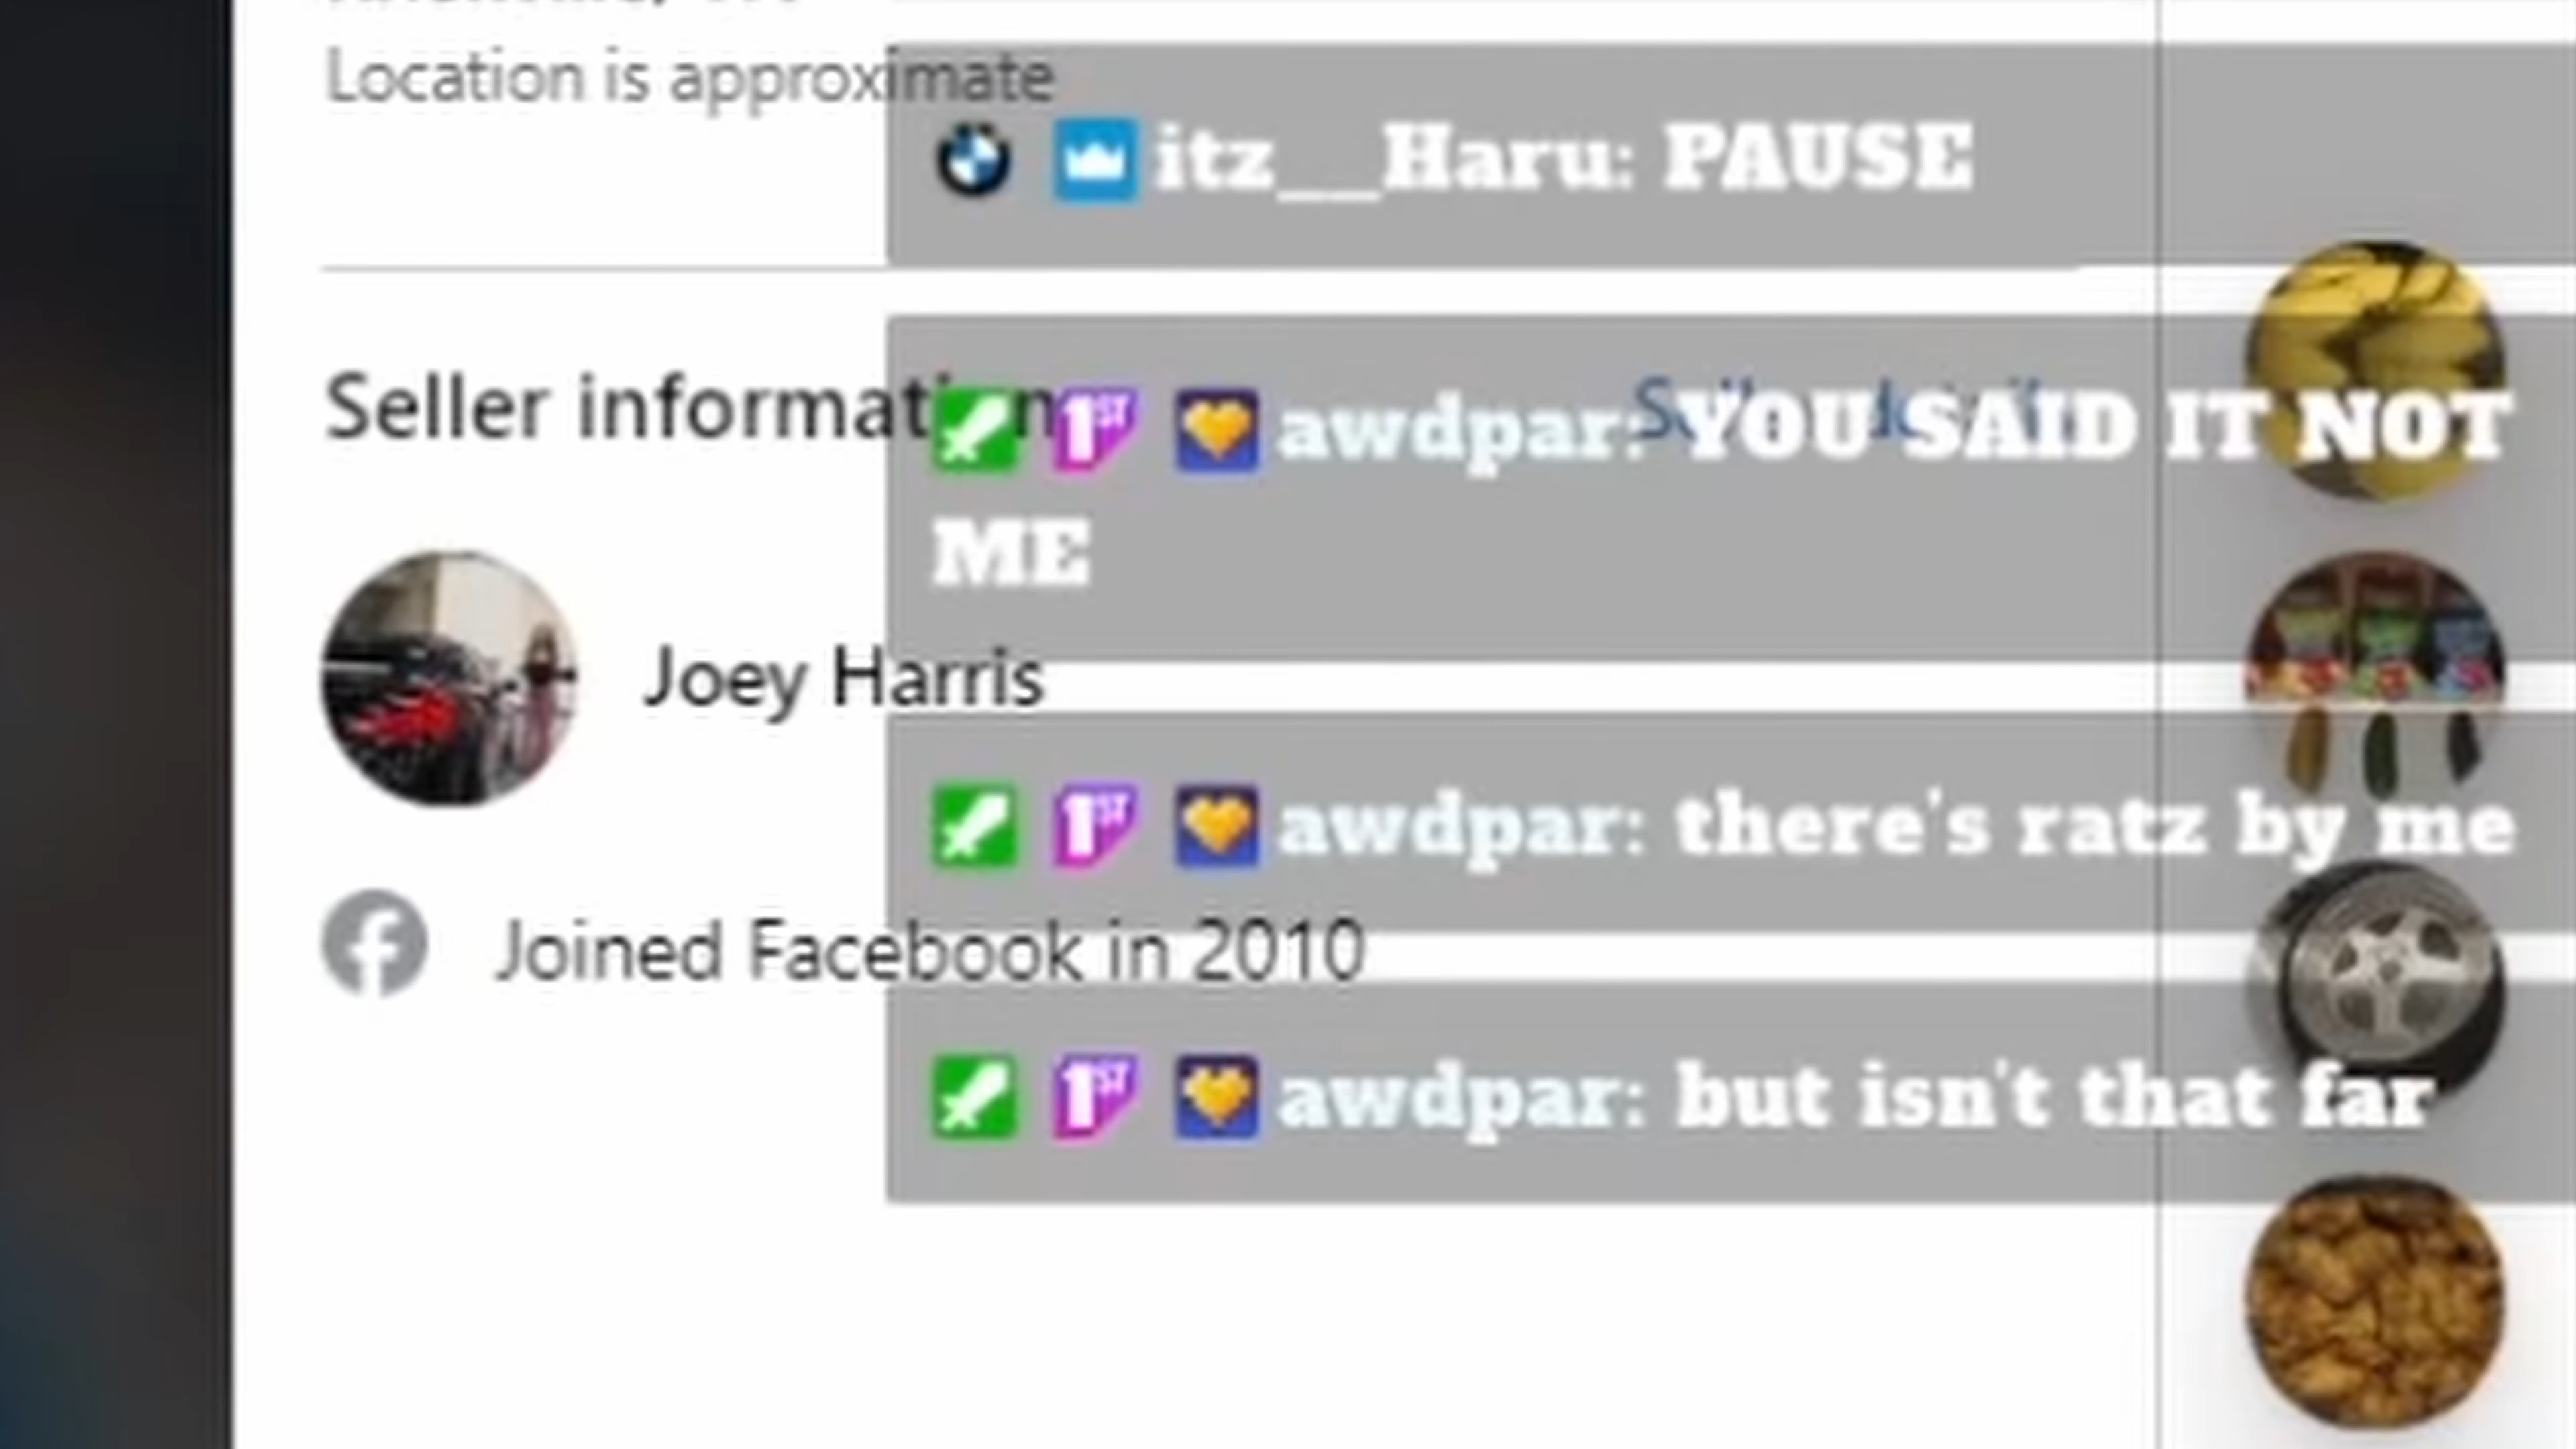 Location is approximate
itz__Haru: PAUSE
Seller information
awdpar: YOU SAID IT NOT
ME
Joey Harris
awdpar: there's ratz by me
Joined Facebook in 2010
awdpar: but isn't that far